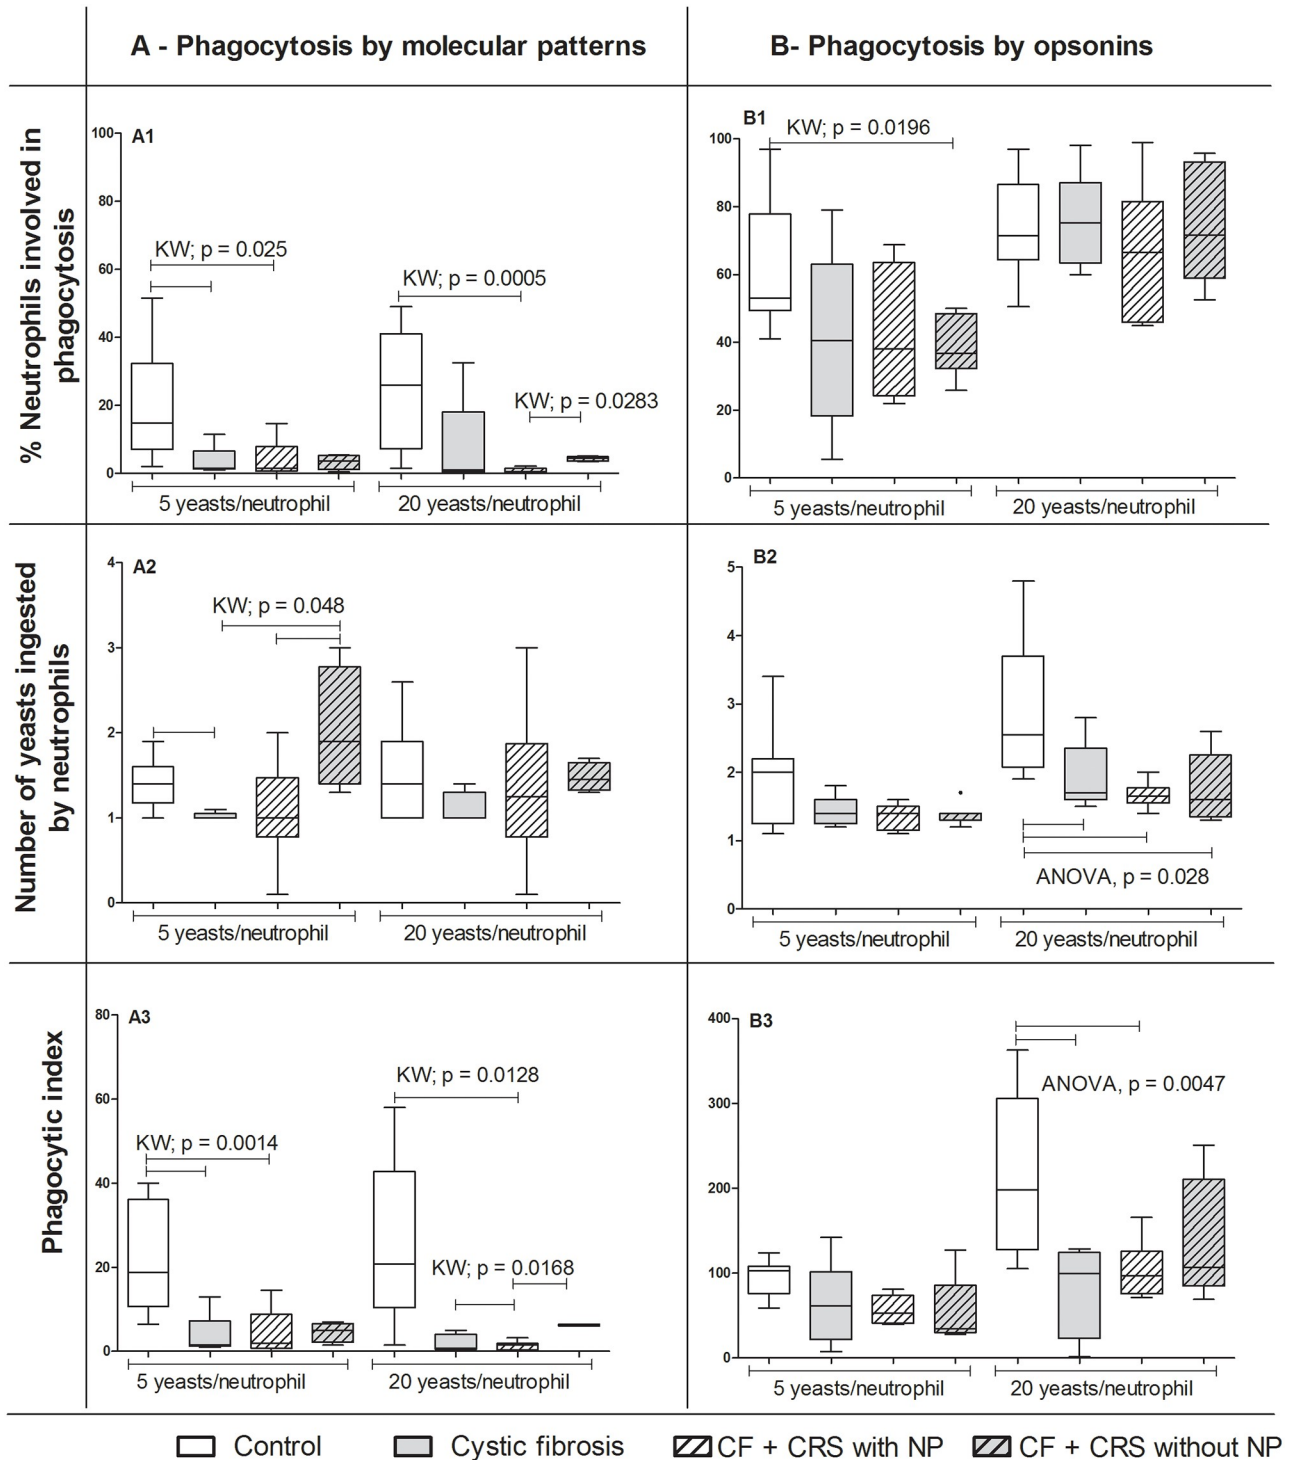 A - Phagocytosis by molecular patterns
B- Phagocytosis by opsonins
% Neutrophils involved in
phagocytosis
A1
100
80
60
40
20
0
KW; p = 0.025
KW; p = 0.0005
KW; p = 0.0283
5 yeasts/neutrophil
20 yeasts/neutrophil
B1
100
80
60
40
20
0
KW; p = 0.0196
5 yeasts/neutrophil
20 yeasts/neutrophil
Number of yeasts ingested
by neutrophils
A2
4
3
2
1
0
KW; p = 0.048
5 yeasts/neutrophil
20 yeasts/neutrophil
B2
5
4
3
2
1
0
ANOVA, p = 0.028
5 yeasts/neutrophil
20 yeasts/neutrophil
Phagocytic index
A3
80
60
40
20
0
KW; p = 0.0014
KW; p = 0.0128
KW; p = 0.0168
5 yeasts/neutrophil
20 yeasts/neutrophil
B3
400
300
200
100
0
ANOVA, p = 0.0047
5 yeasts/neutrophil
20 yeasts/neutrophil
Control
Cystic fibrosis
CF + CRS with NP
CF + CRS without NP